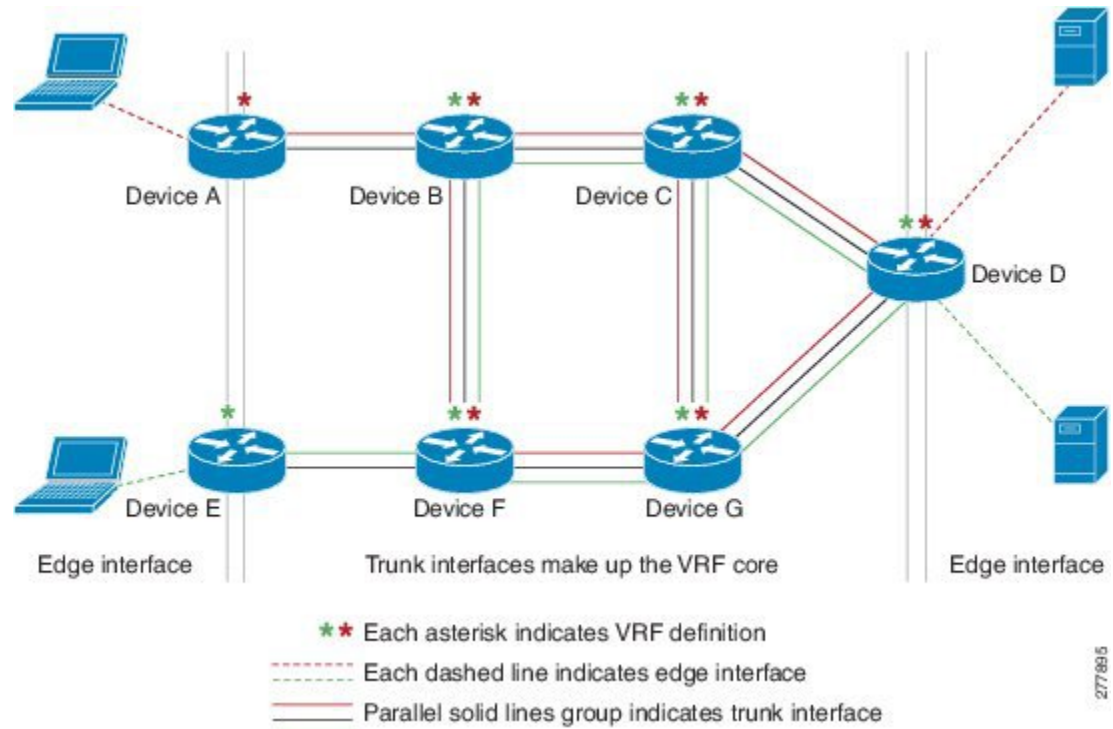 Device A
Device B
Device C
Device D
Device E
Device F
Device G
Edge interface
Trunk interfaces make up the VRF core
Edge interface
** Each asterisk indicates VRF definition
Each dashed line indicates edge interface
Parallel solid lines group indicates trunk interface
277895